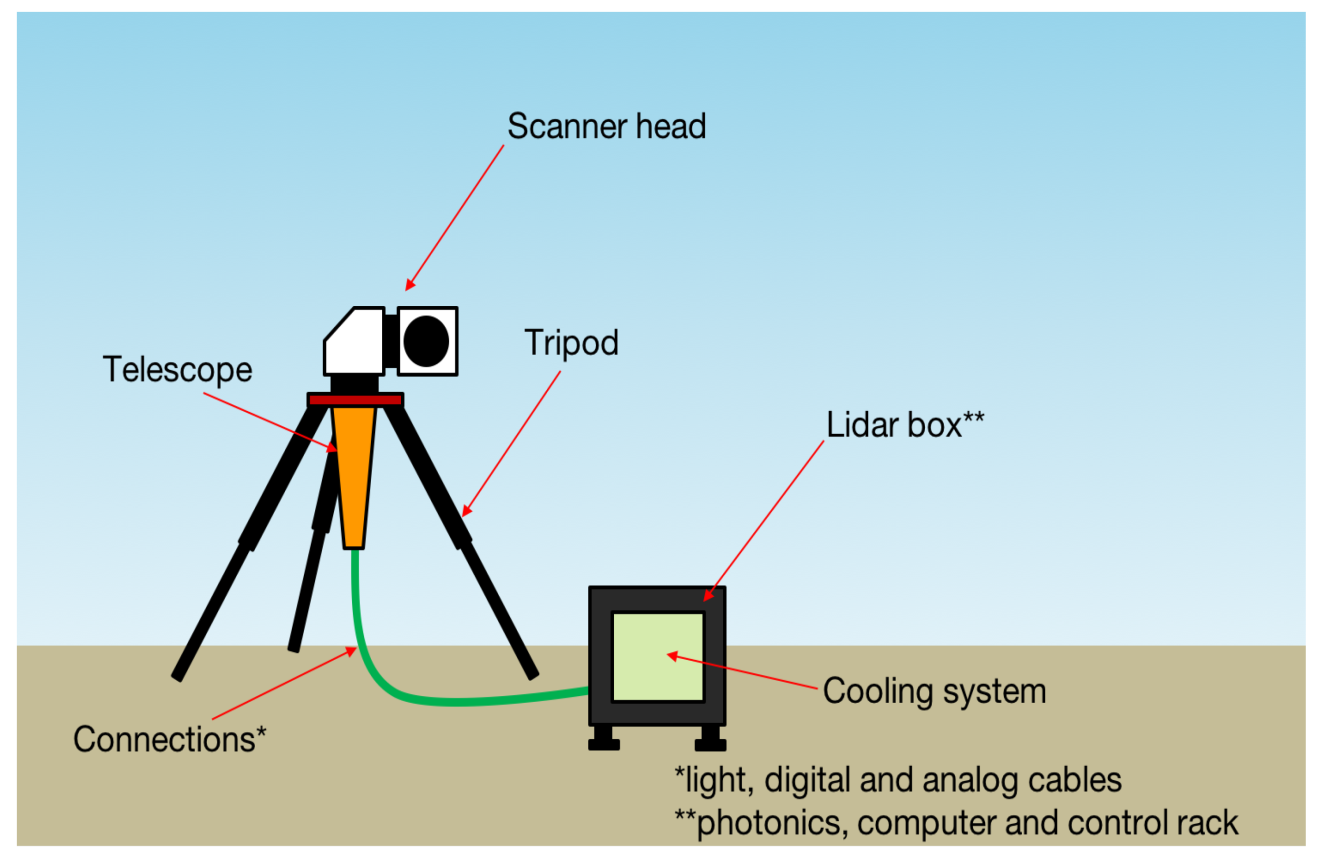 Scanner head
Tripod
Telescope
Lidar box**
Cooling system
Connections*
*light, digital and analog cables
**photonics, computer and control rack